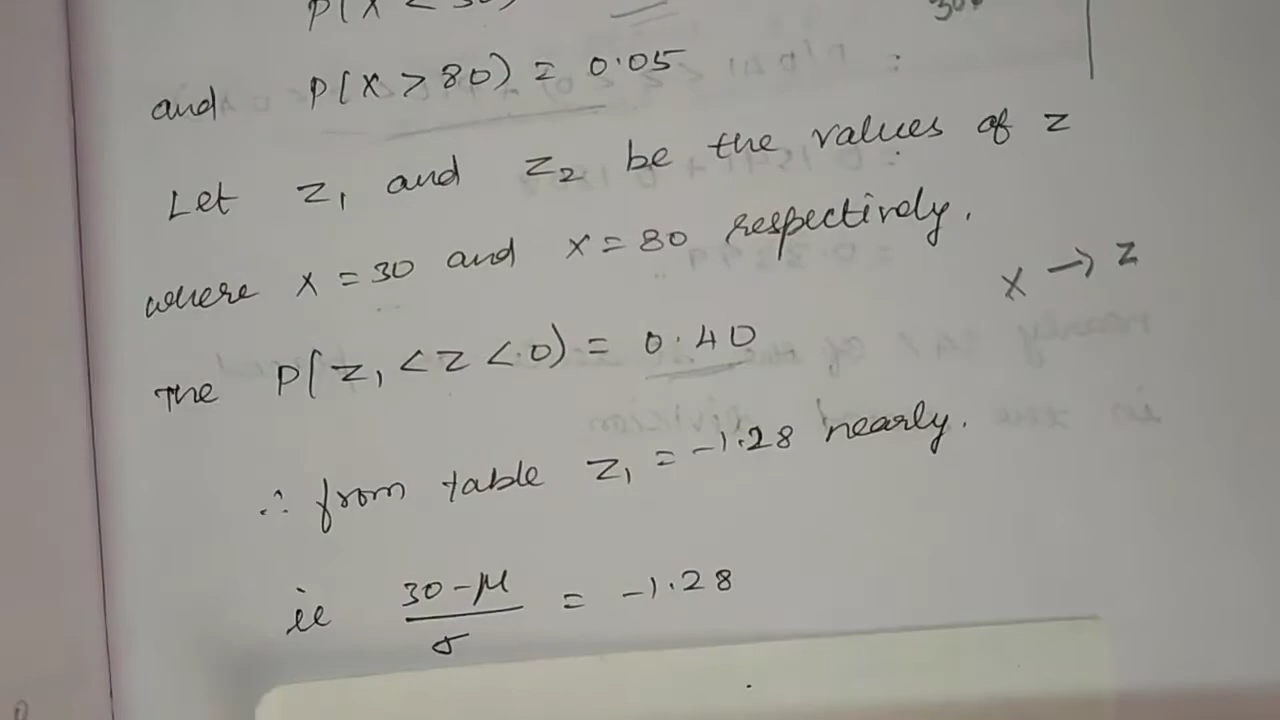 P(X <
and P(X > 80) = 0.05
Let z₁ and z₂ be the values of z
where x = 30 and x = 80 respectively.
X → z
The P(z₁ < z < 0) = 0.40
∴ from table z₁ = -1.28 nearly.
ie (30-μ)/σ = -1.28